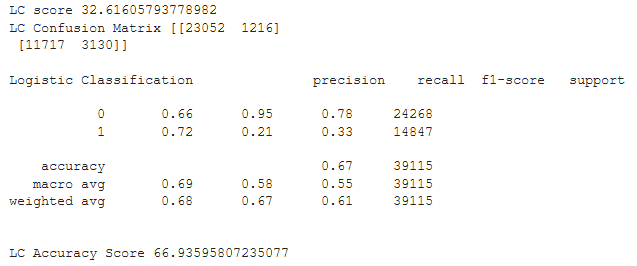 LC score 32.61605793778982
LC Confusion Matrix [[23052  1216]
 [11717  3130]]
Logistic Classification               precision    recall  f1-score   support
           0       0.66      0.95      0.78     24268
           1       0.72      0.21      0.33     14847
    accuracy                           0.67     39115
   macro avg       0.69      0.58      0.55     39115
weighted avg       0.68      0.67      0.61     39115
LC Accuracy Score 66.93595807235077